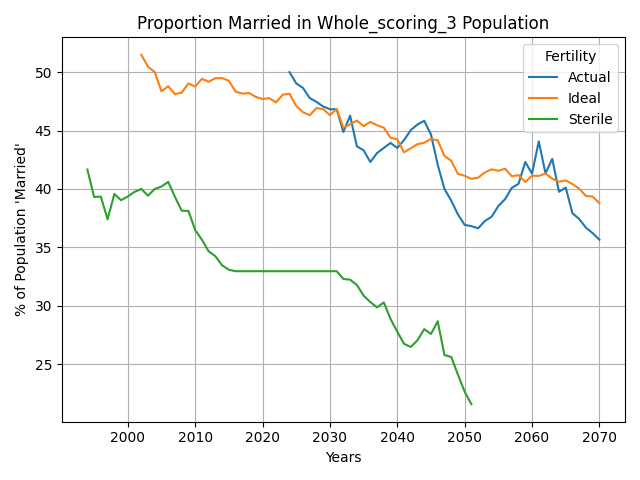 Proportion Married in Whole_scoring_3 Population
Fertility
Actual
Ideal
Sterile
% of Population 'Married'
50
45
40
35
30
25
2000 2010 2020 2030 2040 2050 2060 2070
Years